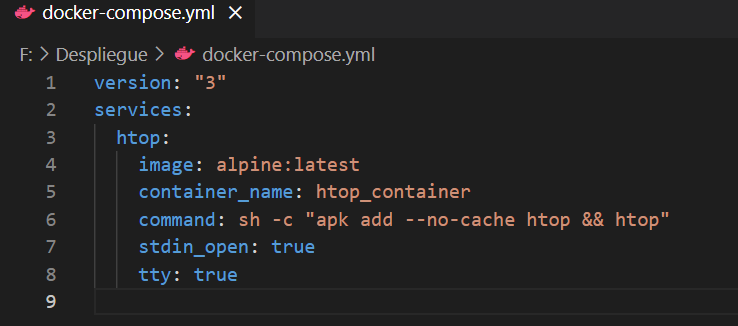 docker-compose.yml ×
F: > Despliegue > docker-compose.yml
1 version: "3"
2 services:
3   htop:
4     image: alpine:latest
5     container_name: htop_container
6     command: sh -c "apk add --no-cache htop && htop"
7     stdin_open: true
8     tty: true
9